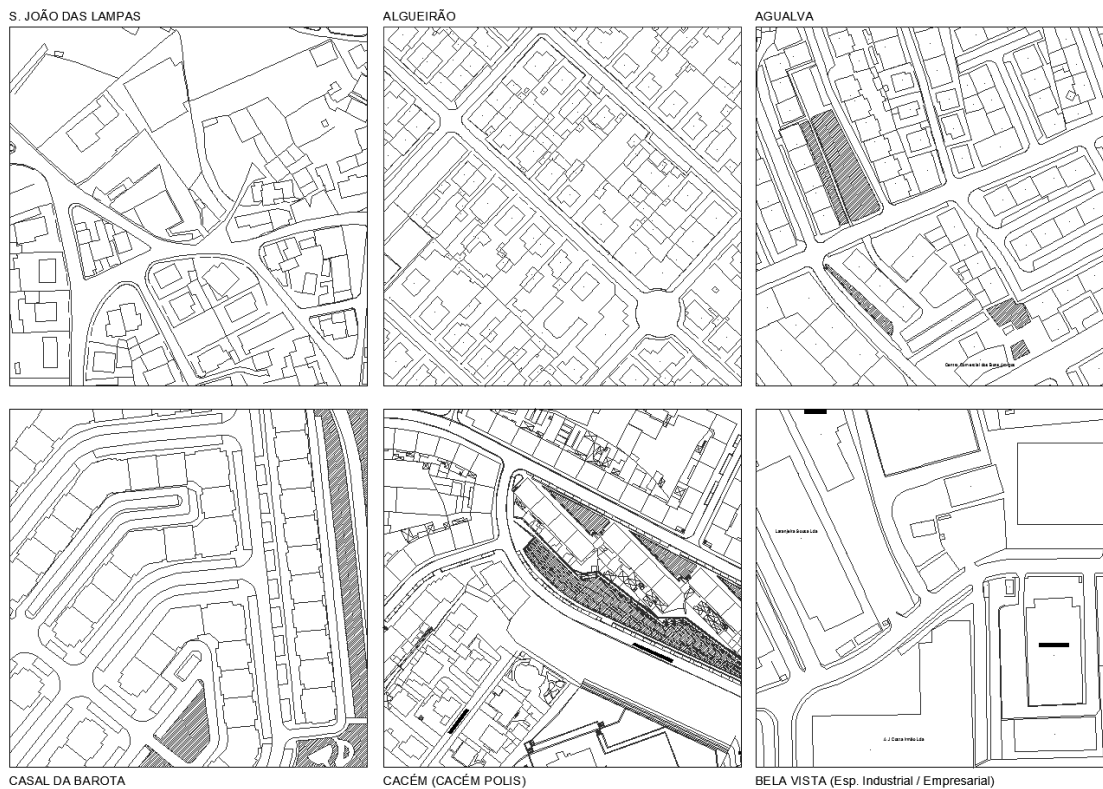 S. JOÃO DAS LAMPAS
ALGUEIRÃO
AGUALVA
CASAL DA BAROTA
CACÉM (CACÉM POLIS)
BELA VISTA (Esp. Industrial / Empresarial)